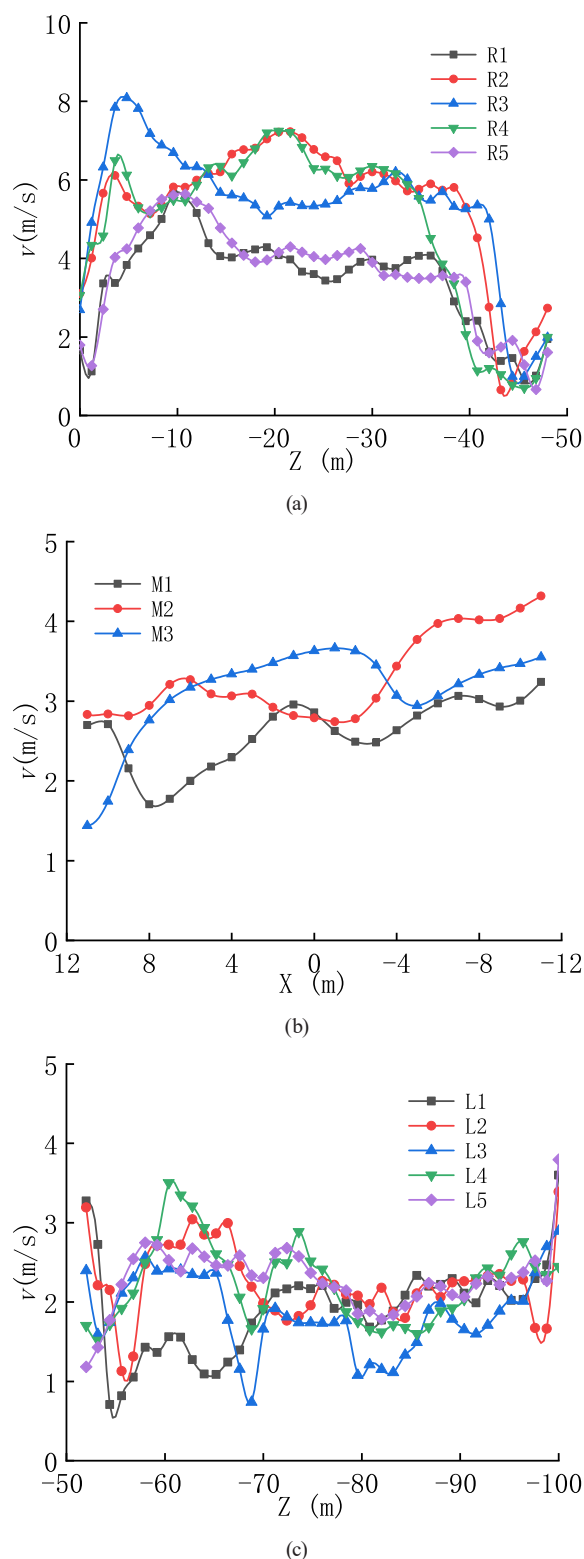 R1
R2
R3
R4
R5
v(m/s)
10
8
6
4
2
0
0 -10 -20 -30 -40 -50
Z (m)
(a)
M1
M2
M3
v(m/s)
5
4
3
2
1
0
12 8 4 0 -4 -8 -12
X (m)
(b)
L1
L2
L3
L4
L5
v(m/s)
5
4
3
2
1
0
-50 -60 -70 -80 -90 -100
Z (m)
(c)